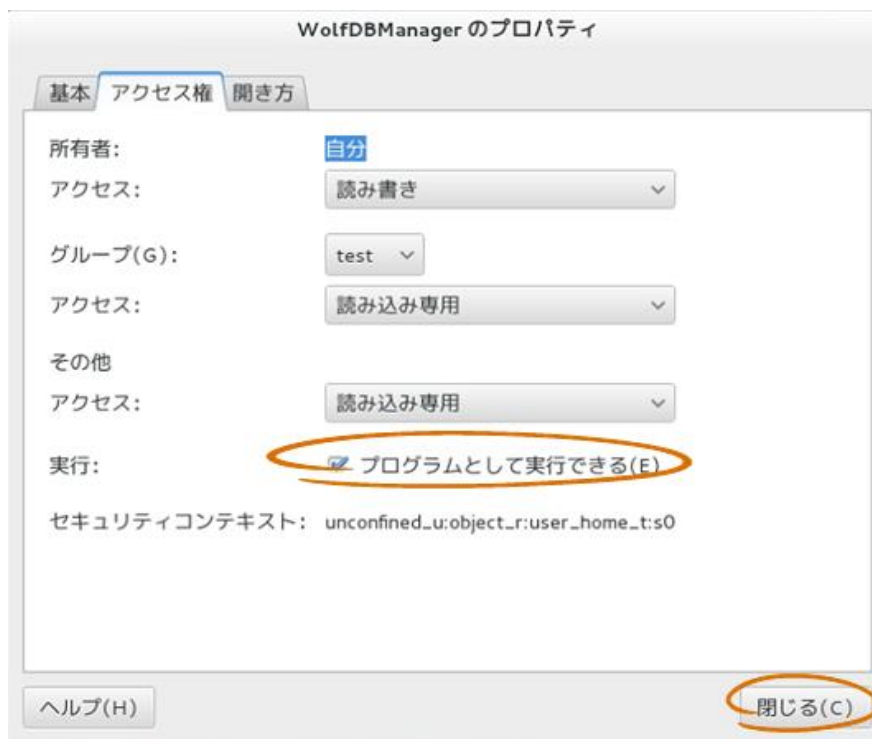 WolfDBManager のプロパティ
基本 アクセス権 開き方
所有者: 自分
アクセス: 読み書き
グループ(G): test
アクセス: 読み込み専用
その他
アクセス: 読み込み専用
実行: プログラムとして実行できる(E)
セキュリティコンテキスト: unconfined_u:object_r:user_home_t:s0
ヘルプ(H) 閉じる(C)